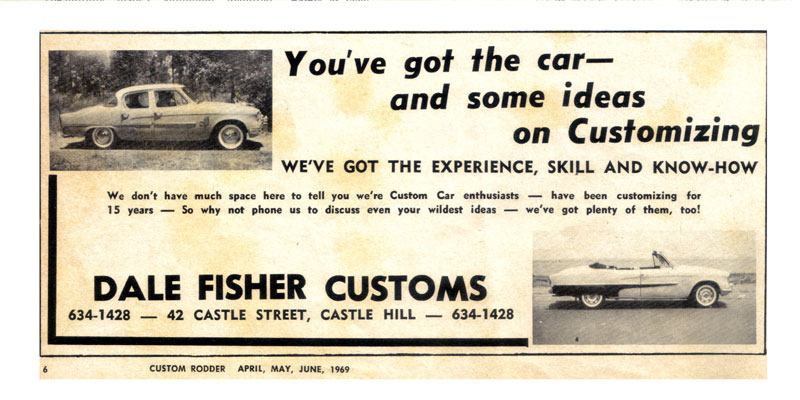 You've got the car—
and some ideas
on Customizing
WE'VE GOT THE EXPERIENCE, SKILL AND KNOW-HOW
We don't have much space here to tell you we're Custom Car enthusiasts — have been customizing for
15 years — So why not phone us to discuss even your wildest ideas — we've got plenty of them, too!
DALE FISHER CUSTOMS
634-1428 — 42 CASTLE STREET, CASTLE HILL — 634-1428
6 CUSTOM RODDER APRIL, MAY, JUNE, 1969